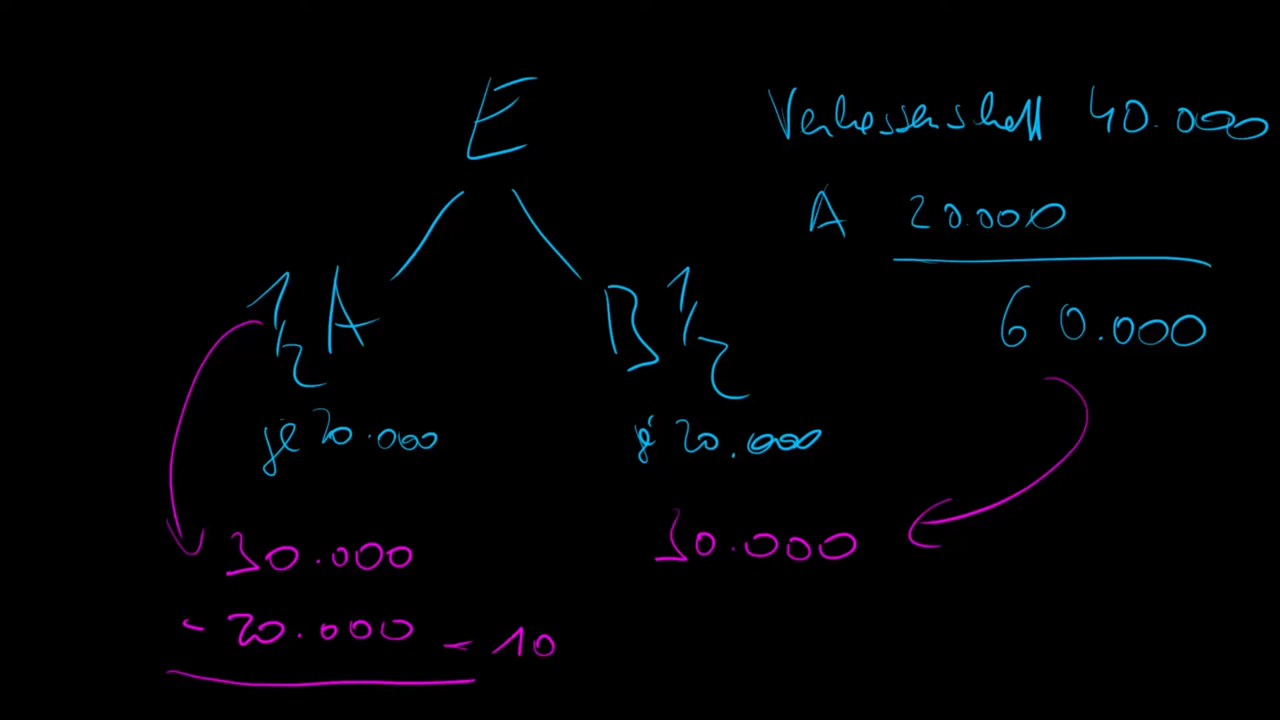 E
Verlassenschaft 40.000
A 20.000
60.000
½ A
B ½
je 20.000
je 20.000
30.000
30.000
- 20.000 = 10